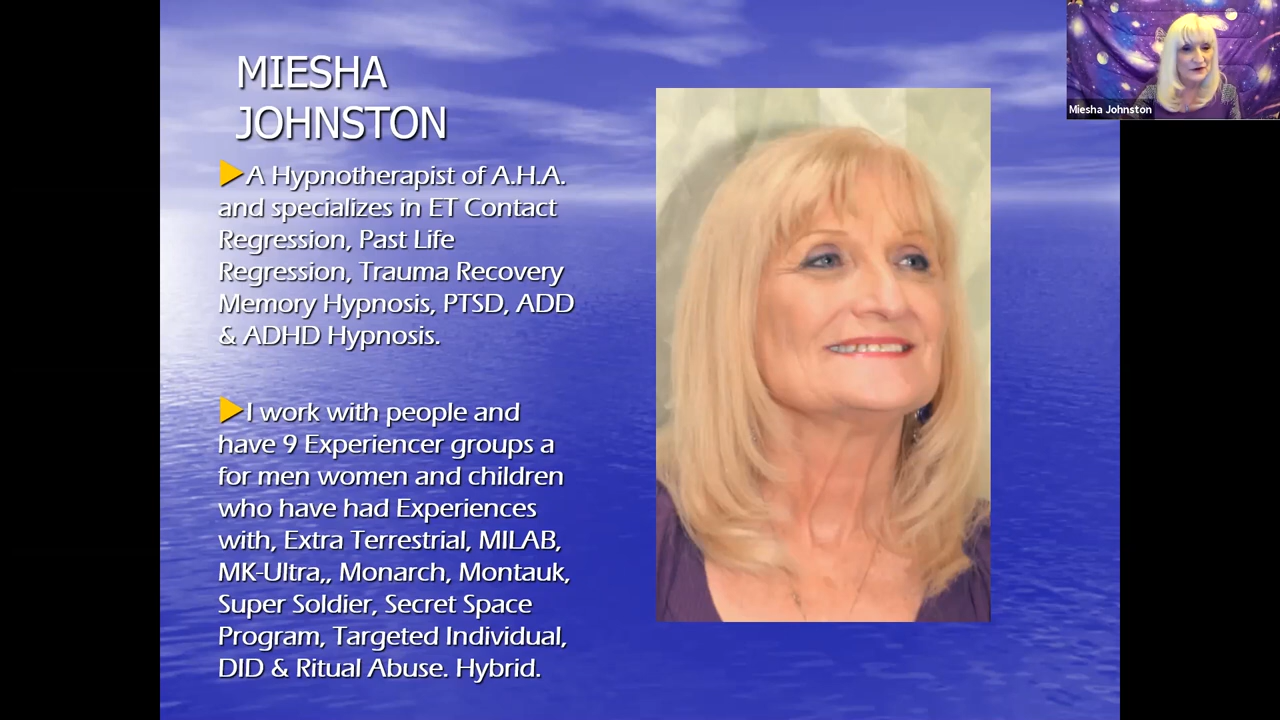 MIESHA
JOHNSTON
A Hypnotherapist of A.H.A.
and specializes in ET Contact
Regression, Past Life
Regression, Trauma Recovery
Memory Hypnosis, PTSD, ADD
& ADHD Hypnosis.
I work with people and
have 9 Experiencer groups a
for men women and children
who have had Experiences
with, Extra Terrestrial, MILAB,
MK-Ultra,, Monarch, Montauk,
Super Soldier, Secret Space
Program, Targeted Individual,
DID & Ritual Abuse. Hybrid.
Miesha Johnston